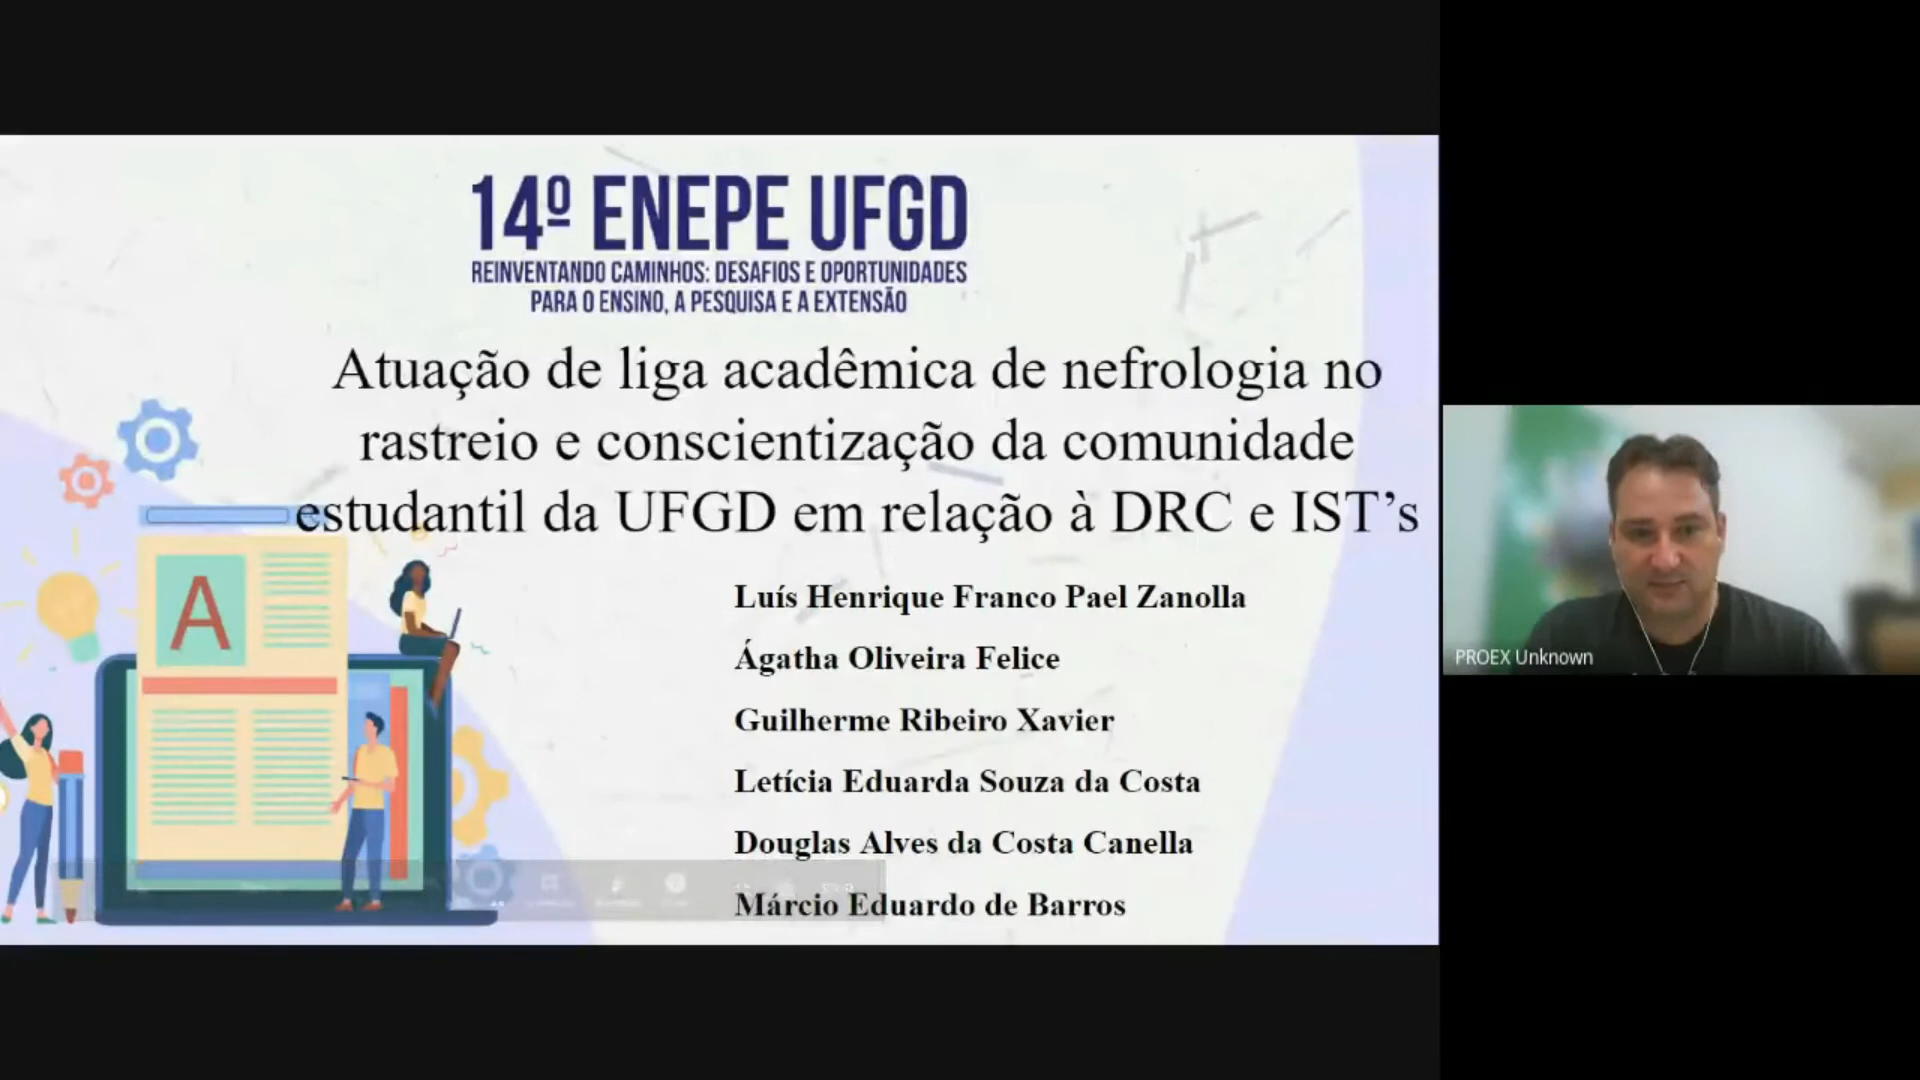 14º ENEPE UFGD
REINVENTANDO CAMINHOS: DESAFIOS E OPORTUNIDADES
PARA O ENSINO, A PESQUISA E A EXTENSÃO
Atuação de liga acadêmica de nefrologia no
rastreio e conscientização da comunidade
estudantil da UFGD em relação à DRC e IST’s
A
Luís Henrique Franco Pael Zanolla
Ágatha Oliveira Felice
Guilherme Ribeiro Xavier
Letícia Eduarda Souza da Costa
Douglas Alves da Costa Canella
Márcio Eduardo de Barros
PROEX Unknown